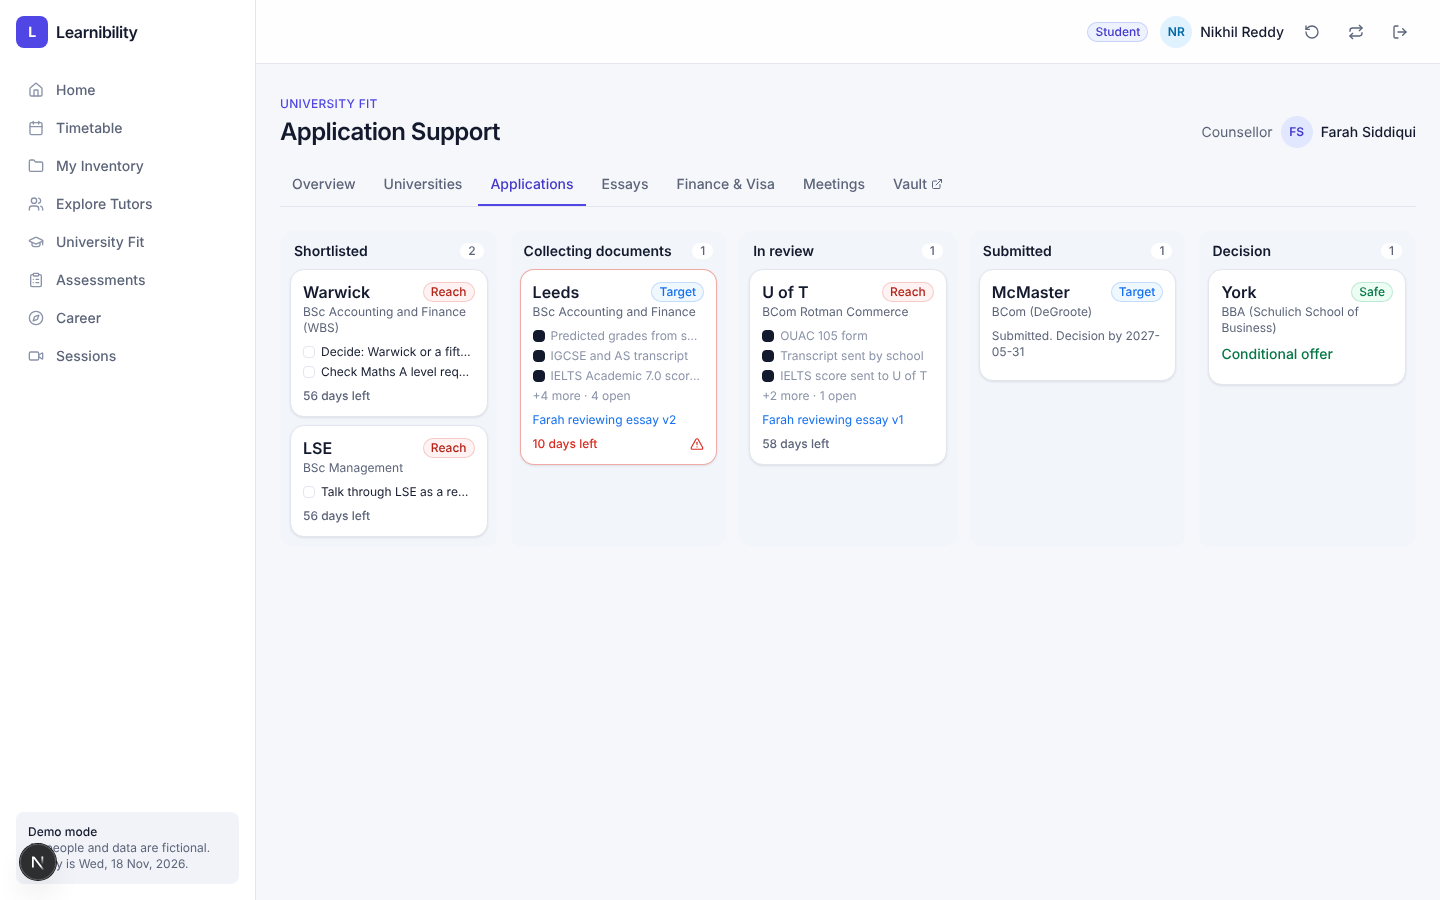 L Learnibility
Student NR Nikhil Reddy
Home
Timetable
My Inventory
Explore Tutors
University Fit
Assessments
Career
Sessions
UNIVERSITY FIT
Application Support
Counsellor FS Farah Siddiqui
Overview Universities Applications Essays Finance & Visa Meetings Vault
Shortlisted 2
Warwick Reach
BSc Accounting and Finance
(WBS)
Decide: Warwick or a fift...
Check Maths A level req...
56 days left
LSE Reach
BSc Management
Talk through LSE as a re...
56 days left
Collecting documents 1
Leeds Target
BSc Accounting and Finance
Predicted grades from s...
IGCSE and AS transcript
IELTS Academic 7.0 scor...
+4 more · 4 open
Farah reviewing essay v2
10 days left
In review 1
U of T Reach
BCom Rotman Commerce
OUAC 105 form
Transcript sent by school
IELTS score sent to U of T
+2 more · 1 open
Farah reviewing essay v1
58 days left
Submitted 1
McMaster Target
BCom (DeGroote)
Submitted. Decision by 2027-
05-31
Decision 1
York Safe
BBA (Schulich School of
Business)
Conditional offer
Demo mode
people and data are fictional.
is Wed, 18 Nov, 2026.
N